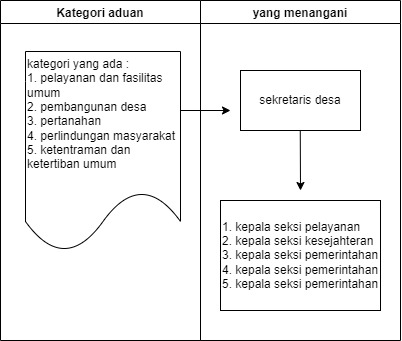 Kategori aduan
yang menangani
kategori yang ada :
1. pelayanan dan fasilitas
umum
2. pembangunan desa
3. pertanahan
4. perlindungan masyarakat
5. ketentraman dan
ketertiban umum
sekretaris desa
1. kepala seksi pelayanan
2. kepala seksi kesejahteran
3. kepala seksi pemerintahan
4. kepala seksi pemerintahan
5. kepala seksi pemerintahan